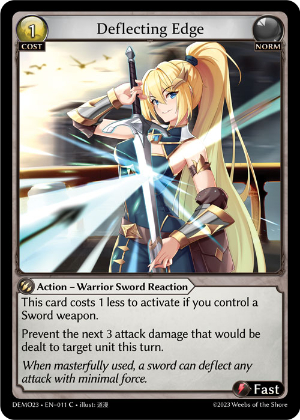 1
COST
Deflecting Edge
NORM
Action – Warrior Sword Reaction
This card costs 1 less to activate if you control a
Sword weapon.
Prevent the next 3 attack damage that would be
dealt to target unit this turn.
When masterfully used, a sword can deflect any
attack with minimal force.
Fast
DEMO23 • EN-011 C • illust: 道漫
©2023 Weebs of the Shore